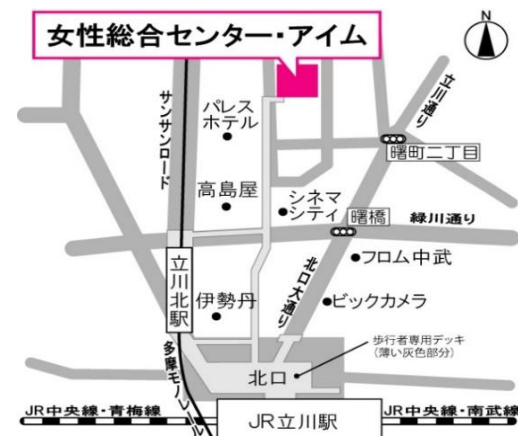 女性総合センター・アイム
N
立川通り
サンサンロード
パレス
ホテル
曙町二丁目
高島屋
シネマ
シティ
曙橋
緑川通り
フロム中武
立川北駅
伊勢丹
北口大通り
ビックカメラ
歩行者専用デッキ
(薄い灰色部分)
多摩モノレール
北口
JR中央線・青梅線
JR立川駅
JR中央線・南武線